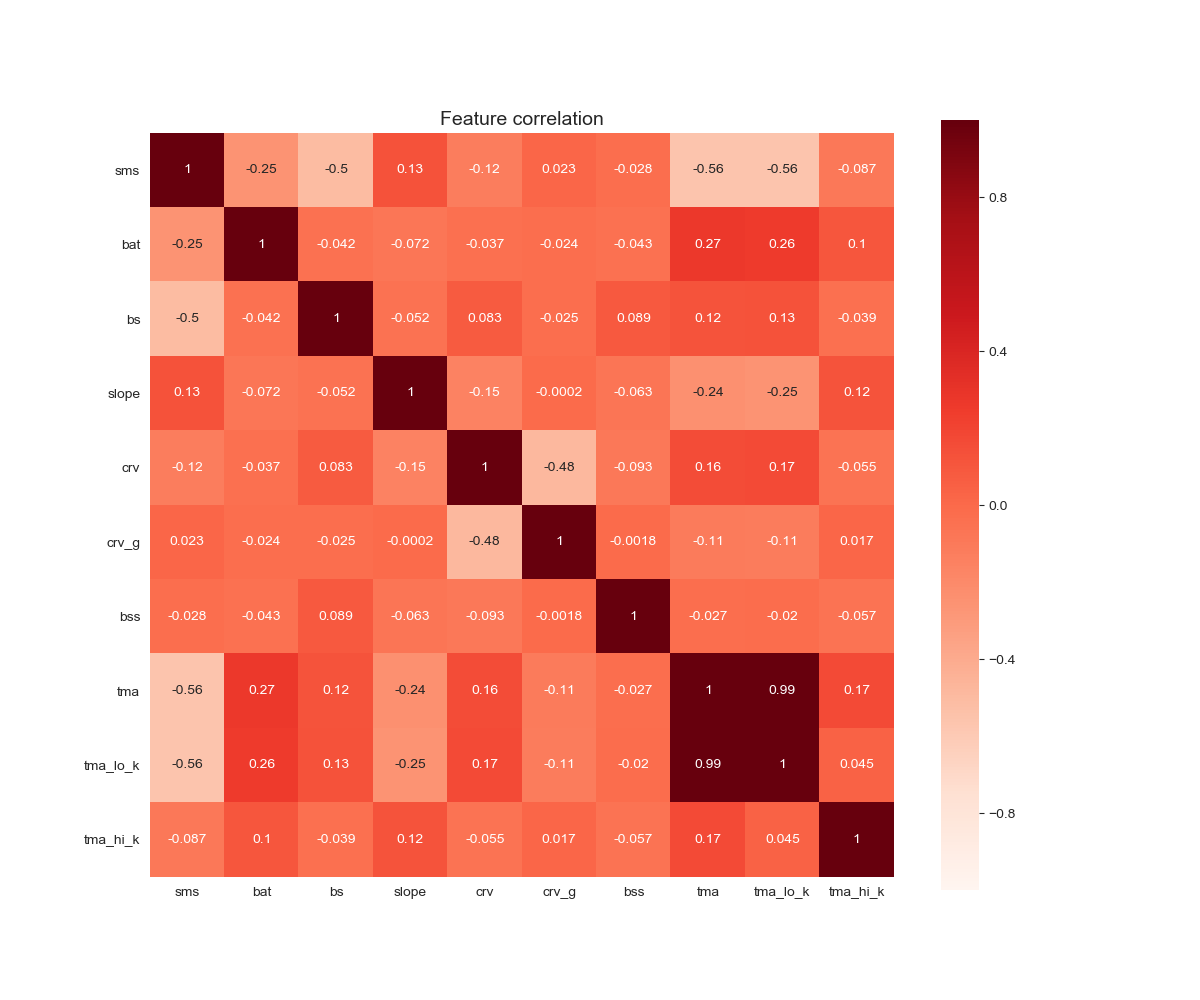 Feature correlation
sms 1 -0.25 -0.5 0.13 -0.12 0.023 -0.028 -0.56 -0.56 -0.087
bat -0.25 1 -0.042 -0.072 -0.037 -0.024 -0.043 0.27 0.26 0.1
bs -0.5 -0.042 1 -0.052 0.083 -0.025 0.089 0.12 0.13 -0.039
slope 0.13 -0.072 -0.052 1 -0.15 -0.0002 -0.063 -0.24 -0.25 0.12
crv -0.12 -0.037 0.083 -0.15 1 -0.48 -0.093 0.16 0.17 -0.055
crv_g 0.023 -0.024 -0.025 -0.0002 -0.48 1 -0.0018 -0.11 -0.11 0.017
bss -0.028 -0.043 0.089 -0.063 -0.093 -0.0018 1 -0.027 -0.02 -0.057
tma -0.56 0.27 0.12 -0.24 0.16 -0.11 -0.027 1 0.99 0.17
tma_lo_k -0.56 0.26 0.13 -0.25 0.17 -0.11 -0.02 0.99 1 0.045
tma_hi_k -0.087 0.1 -0.039 0.12 -0.055 0.017 -0.057 0.17 0.045 1
sms bat bs slope crv crv_g bss tma tma_lo_k tma_hi_k
0.8
0.4
0.0
−0.4
−0.8